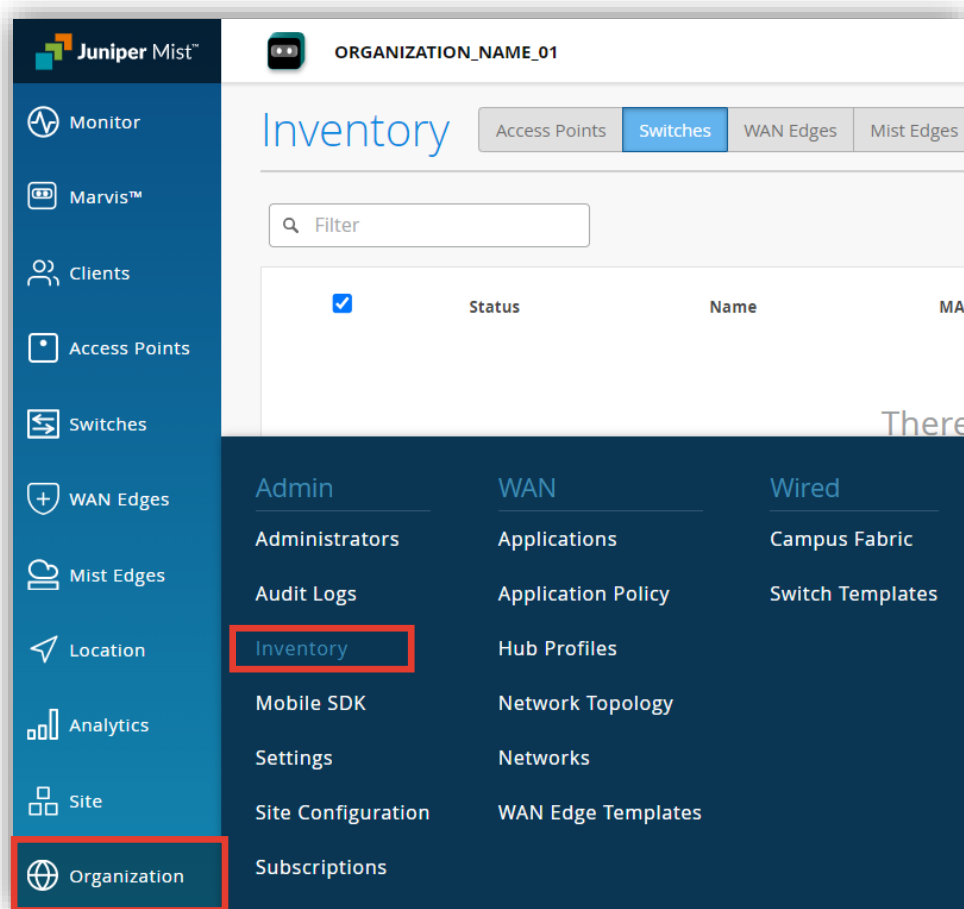 Juniper Mist™
ORGANIZATION_NAME_01
Monitor
Marvis™
Clients
Access Points
Switches
WAN Edges
Mist Edges
Location
Analytics
Site
Organization
Inventory
Access Points Switches WAN Edges Mist Edges
Filter
Status Name MA
There
Admin
Administrators
Audit Logs
Inventory
Mobile SDK
Settings
Site Configuration
Subscriptions
WAN
Applications
Application Policy
Hub Profiles
Network Topology
Networks
WAN Edge Templates
Wired
Campus Fabric
Switch Templates